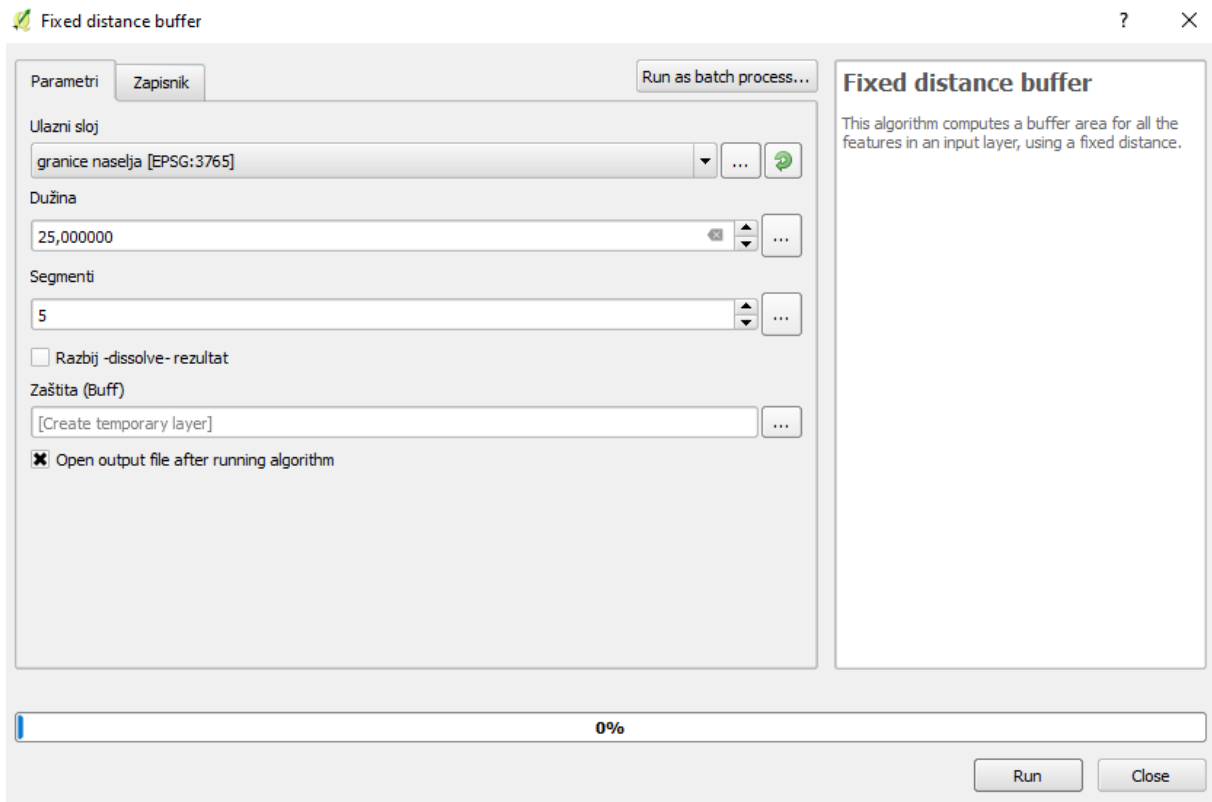 Fixed distance buffer
?
Parametri
Zapisnik
Run as batch process...
Ulazni sloj
granice naselja [EPSG:3765]
...
Dužina
25,000000
...
Segmenti
5
...
Razbij -dissolve- rezultat
Zaštita (Buff)
[Create temporary layer]
...
Open output file after running algorithm
Fixed distance buffer
This algorithm computes a buffer area for all the
features in an input layer, using a fixed distance.
0%
Run
Close